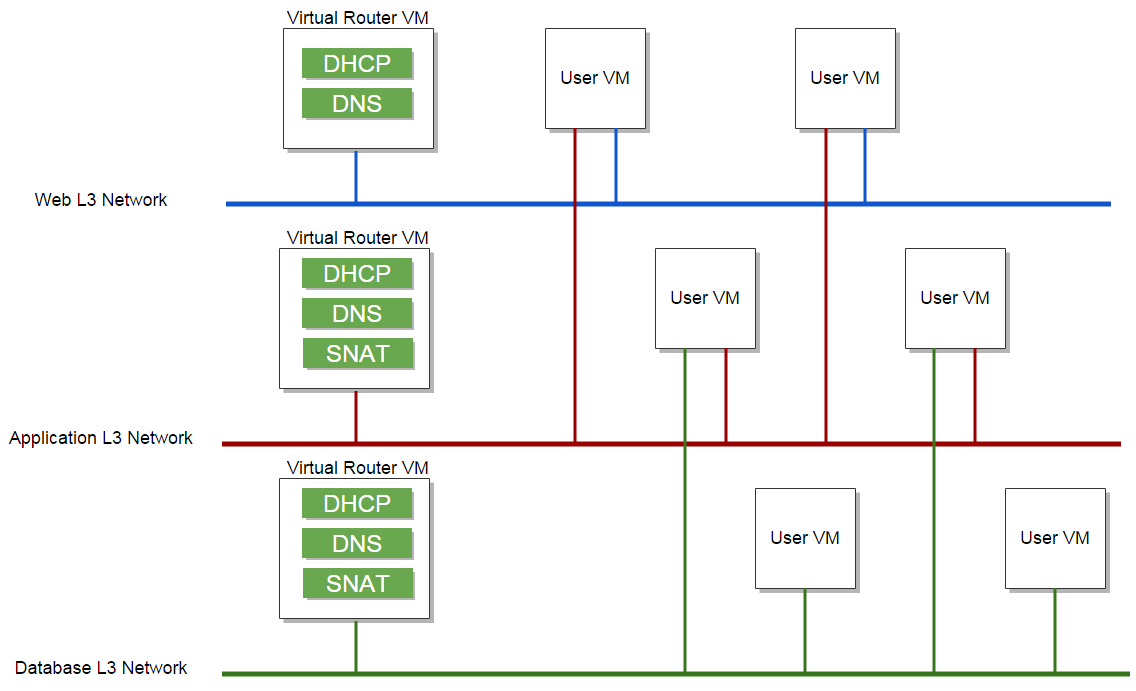 Virtual Router VM
DHCP
DNS
User VM
User VM
Web L3 Network
Virtual Router VM
DHCP
DNS
SNAT
User VM
User VM
Application L3 Network
Virtual Router VM
DHCP
DNS
SNAT
User VM
User VM
Database L3 Network